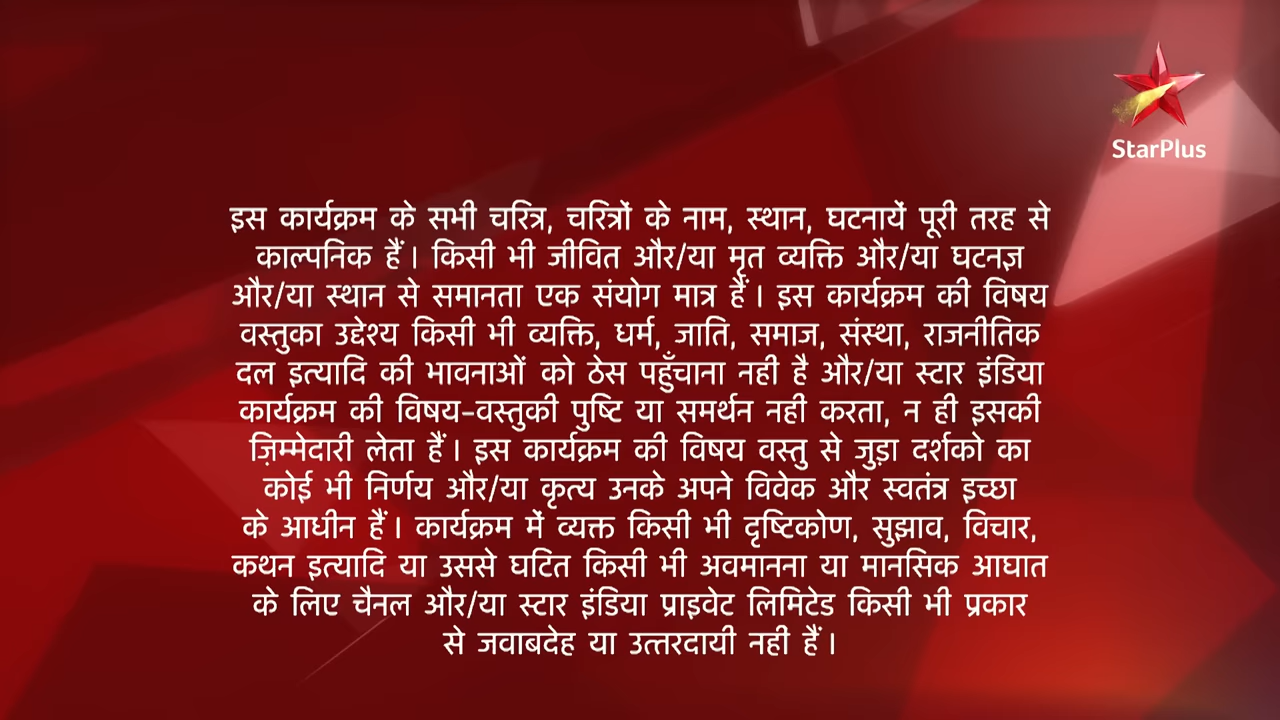 StarPlus
इस कार्यक्रम के सभी चरित्र, चरित्रों के नाम, स्थान, घटनायें पूरी तरह से
काल्पनिक हैं। किसी भी जीवित और/या मृत व्यक्ति और/या घटनज्ञ
और/या स्थान से समानता एक संयोग मात्र हैं। इस कार्यक्रम की विषय
वस्तुका उद्देश्य किसी भी व्यक्ति, धर्म, जाति, समाज, संस्था, राजनीतिक
दल इत्यादि की भावनाओं को ठेस पहुँचाना नही है और/या स्टार इंडिया
कार्यक्रम की विषय-वस्तुकी पुष्टि या समर्थन नही करता, न ही इसकी
ज़िम्मेदारी लेता हैं। इस कार्यक्रम की विषय वस्तु से जुड़ा दर्शको का
कोई भी निर्णय और/या कृत्य उनके अपने विवेक और स्वतंत्र इच्छा
के आधीन हैं। कार्यक्रम में व्यक्त किसी भी दृष्टिकोण, सुझाव, विचार,
कथन इत्यादि या उससे घटित किसी भी अवमानना या मानसिक आघात
के लिए चैनल और/या स्टार इंडिया प्राइवेट लिमिटेड किसी भी प्रकार
से जवाबदेह या उत्तरदायी नही हैं।